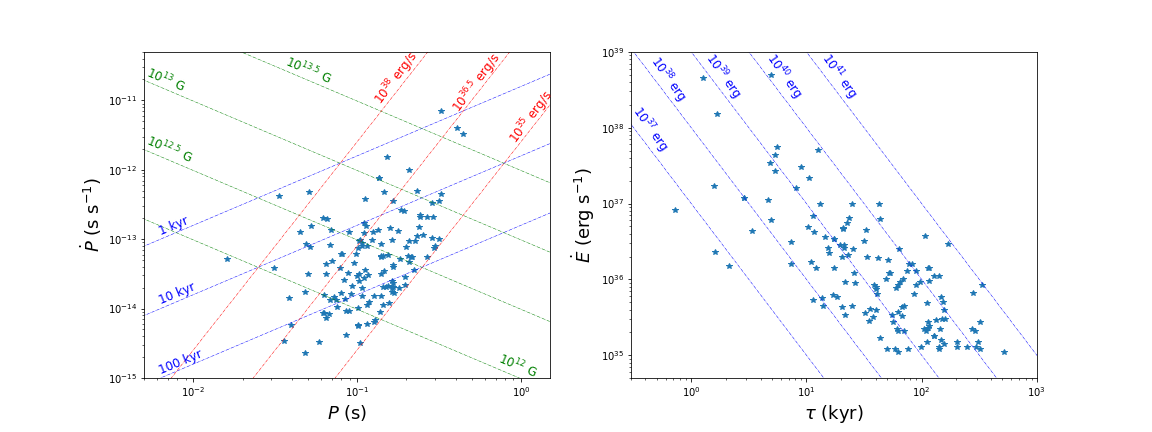 10^13 G
10^13.5 G
10^38 erg/s
10^36.5 erg/s
10^35 erg/s
10^12.5 G
1 kyr
10 kyr
100 kyr
10^12 G
10^−11
10^−12
10^−13
10^−14
10^−15
Ṗ (s s^−1)
10^−2
10^−1
10^0
P (s)
10^37 erg
10^38 erg
10^39 erg
10^40 erg
10^41 erg
10^39
10^38
10^37
10^36
10^35
Ė (erg s^−1)
10^0
10^1
10^2
10^3
τ (kyr)